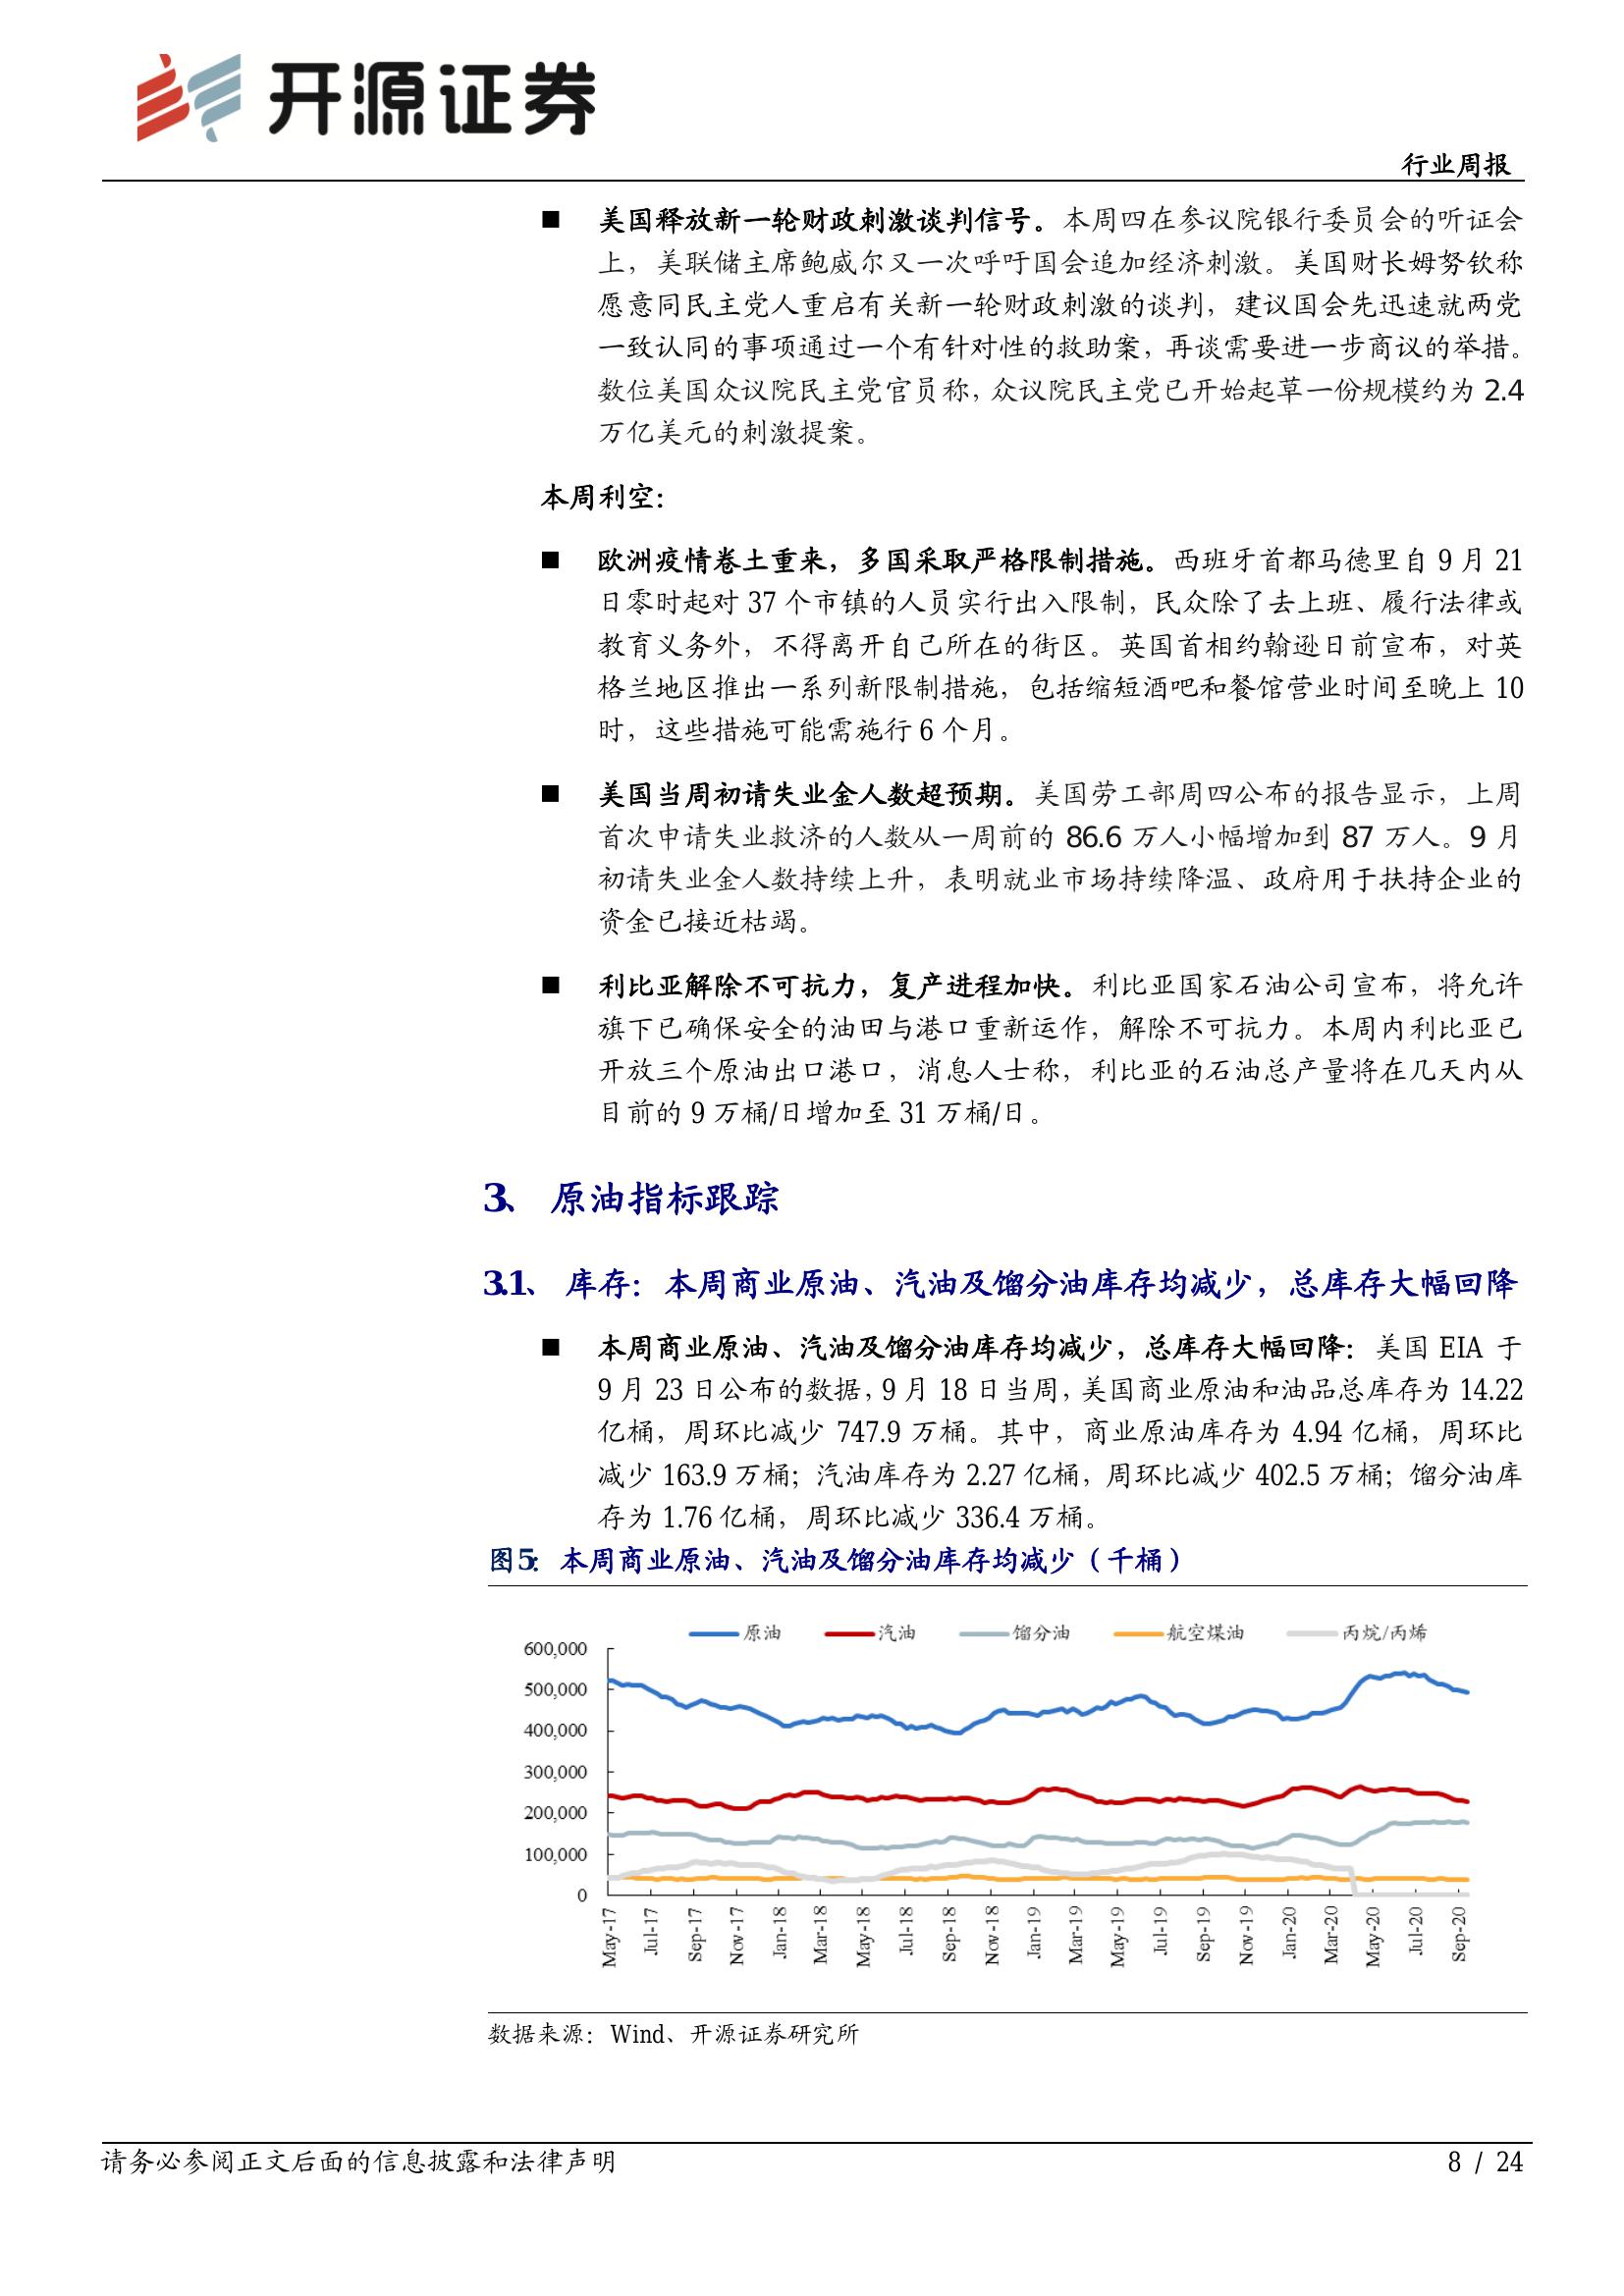 开源证券
行业周报
■ 美国释放新一轮财政刺激谈判信号。本周四在参议院银行委员会的听证会
上，美联储主席鲍威尔又一次呼吁国会追加经济刺激。美国财长姆努钦称
愿意同民主党人重启有关新一轮财政刺激的谈判，建议国会先迅速就两党
一致认同的事项通过一个有针对性的救助案，再谈需要进一步商议的举措。
数位美国众议院民主党官员称，众议院民主党已开始起草一份规模约为 2.4
万亿美元的刺激提案。
本周利空：
■ 欧洲疫情卷土重来，多国采取严格限制措施。西班牙首都马德里自 9 月 21
日零时起对 37 个市镇的人员实行出入限制，民众除了去上班、履行法律或
教育义务外，不得离开自己所在的街区。英国首相约翰逊日前宣布，对英
格兰地区推出一系列新限制措施，包括缩短酒吧和餐馆营业时间至晚上 10
时，这些措施可能需施行 6 个月。
■ 美国当周初请失业金人数超预期。美国劳工部周四公布的报告显示，上周
首次申请失业救济的人数从一周前的 86.6 万人小幅增加到 87 万人。9 月
初请失业金人数持续上升，表明就业市场持续降温、政府用于扶持企业的
资金已接近枯竭。
■ 利比亚解除不可抗力，复产进程加快。利比亚国家石油公司宣布，将允许
旗下已确保安全的油田与港口重新运作，解除不可抗力。本周内利比亚已
开放三个原油出口港口，消息人士称，利比亚的石油总产量将在几天内从
目前的 9 万桶/日增加至 31 万桶/日。
3、 原油指标跟踪
3.1、 库存：本周商业原油、汽油及馏分油库存均减少，总库存大幅回降
■ 本周商业原油、汽油及馏分油库存均减少，总库存大幅回降：美国 EIA 于
9 月 23 日公布的数据，9 月 18 日当周，美国商业原油和油品总库存为 14.22
亿桶，周环比减少 747.9 万桶。其中，商业原油库存为 4.94 亿桶，周环比
减少 163.9 万桶；汽油库存为 2.27 亿桶，周环比减少 402.5 万桶；馏分油库
存为 1.76 亿桶，周环比减少 336.4 万桶。
图5：本周商业原油、汽油及馏分油库存均减少（千桶）
原油 汽油 馏分油 航空煤油 丙烷/丙烯
600,000
500,000
400,000
300,000
200,000
100,000
0
May-17 Jul-17 Sep-17 Nov-17 Jan-18 Mar-18 May-18 Jul-18 Sep-18 Nov-18 Jan-19 Mar-19 May-19 Jul-19 Sep-19 Nov-19 Jan-20 Mar-20 May-20 Jul-20 Sep-20
数据来源：Wind、开源证券研究所
请务必参阅正文后面的信息披露和法律声明
8 / 24